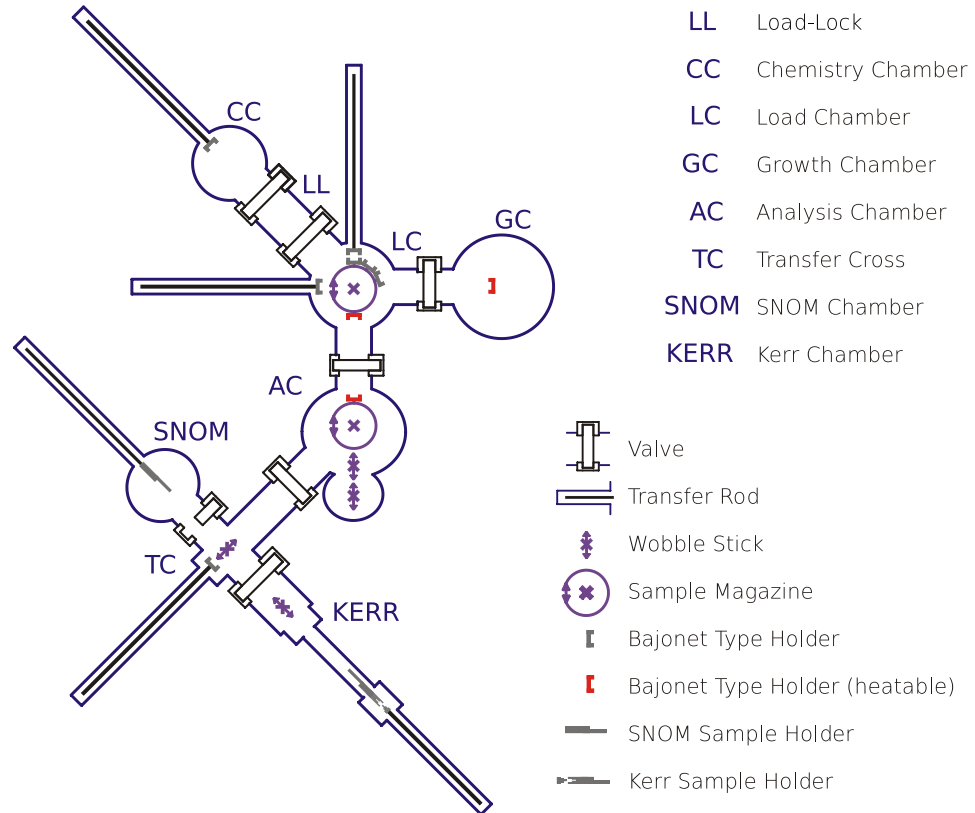 CC
LL
LC
GC
AC
SNOM
TC
KERR
LL Load-Lock
CC Chemistry Chamber
LC Load Chamber
GC Growth Chamber
AC Analysis Chamber
TC Transfer Cross
SNOM SNOM Chamber
KERR Kerr Chamber
Valve
Transfer Rod
Wobble Stick
Sample Magazine
Bajonet Type Holder
Bajonet Type Holder (heatable)
SNOM Sample Holder
Kerr Sample Holder